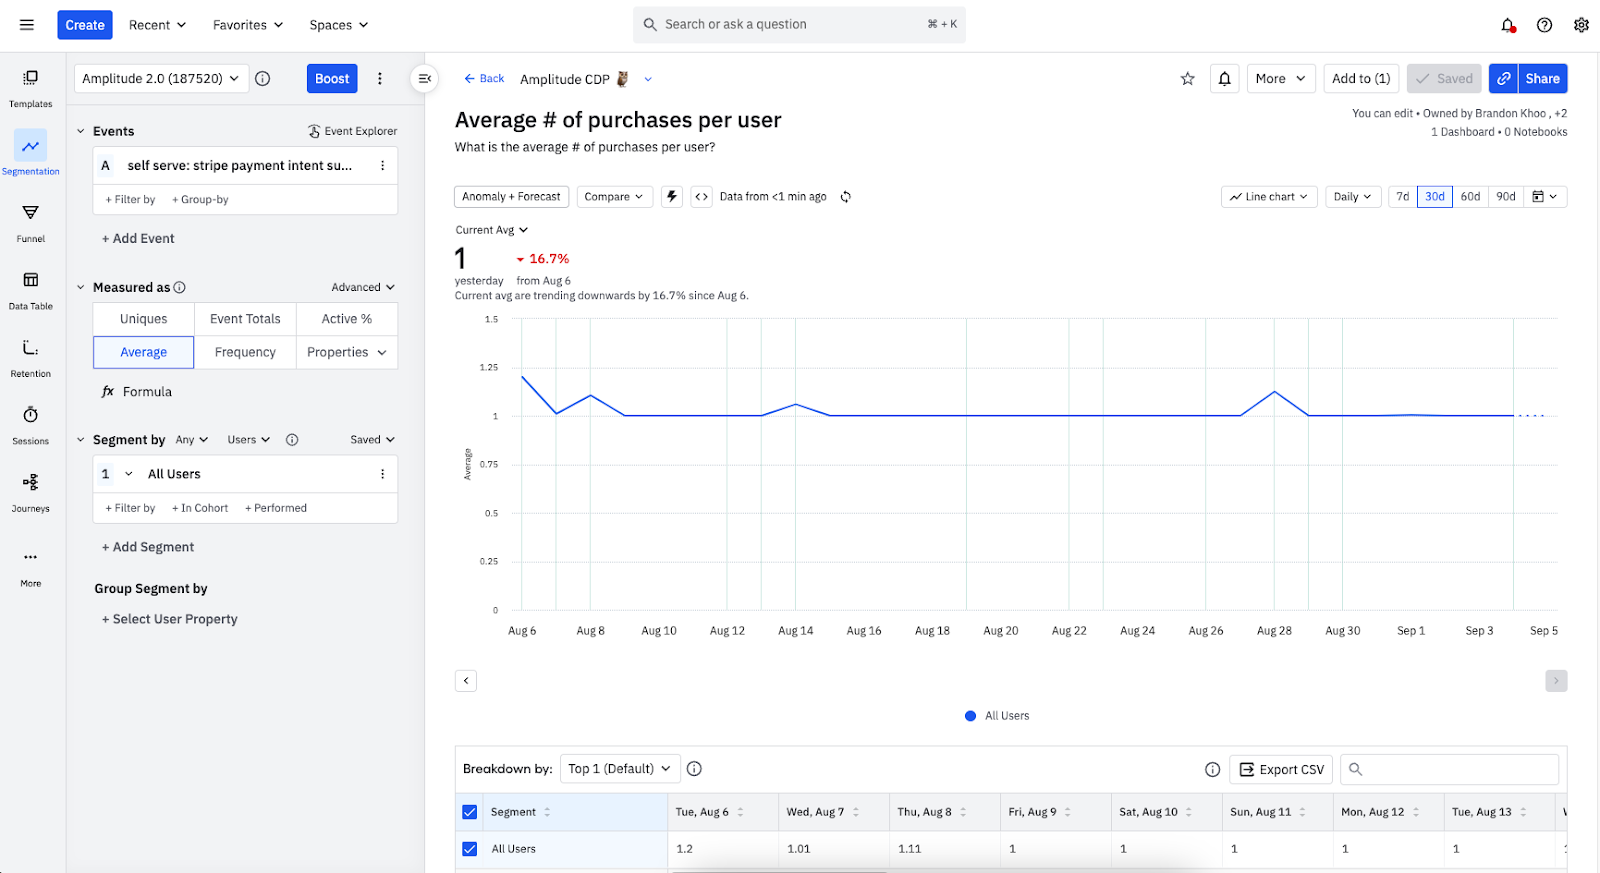 Create Recent Favorites Spaces Search or ask a question ⌘ + K
Templates
Segmentation
Funnel
Data Table
Retention
Sessions
Journeys
More
Amplitude 2.0 (187520) Boost
Events Event Explorer
A self serve: stripe payment intent su...
+ Filter by + Group-by
+ Add Event
Measured as Advanced
Uniques Event Totals Active %
Average Frequency Properties
fx Formula
Segment by Any Users Saved
1 All Users
+ Filter by + In Cohort + Performed
+ Add Segment
Group Segment by
+ Select User Property
Back Amplitude CDP More Add to (1) Saved Share
Average # of purchases per user
What is the average # of purchases per user?
You can edit • Owned by Brandon Khoo , +2
1 Dashboard • 0 Notebooks
Anomaly + Forecast Compare Data from <1 min ago Line chart Daily 7d 30d 60d 90d
Current Avg
1 16.7%
yesterday from Aug 6
Current avg are trending downwards by 16.7% since Aug 6.
1.5
1.25
1
0.75
0.5
0.25
0
Average
Aug 6 Aug 8 Aug 10 Aug 12 Aug 14 Aug 16 Aug 18 Aug 20 Aug 22 Aug 24 Aug 26 Aug 28 Aug 30 Sep 1 Sep 3 Sep 5
All Users
Breakdown by: Top 1 (Default) Export CSV
Segment Tue, Aug 6 Wed, Aug 7 Thu, Aug 8 Fri, Aug 9 Sat, Aug 10 Sun, Aug 11 Mon, Aug 12 Tue, Aug 13
All Users 1.2 1.01 1.11 1 1 1 1 1